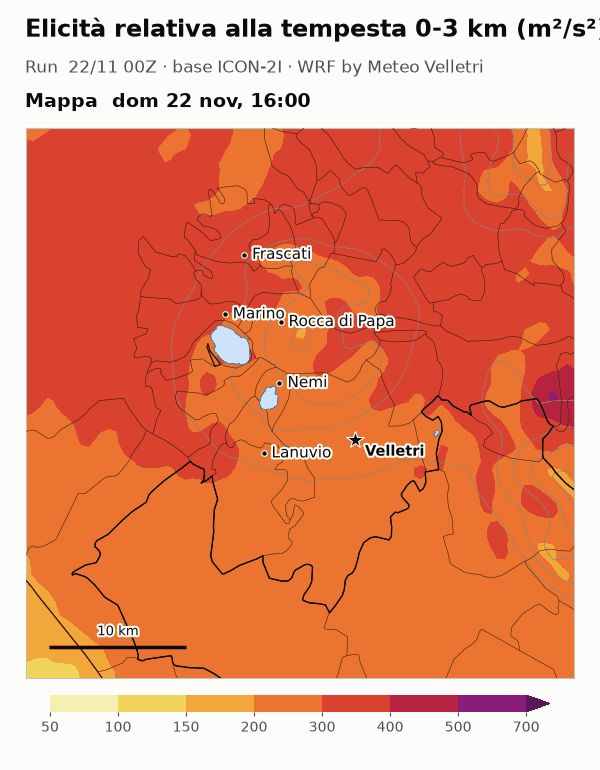 Elicità relativa alla tempesta 0-3 km (m²/s²)
Run  22/11 00Z · base ICON-2I · WRF by Meteo Velletri
Mappa  dom 22 nov, 16:00
Frascati
Marino
Rocca di Papa
Nemi
Velletri
Lanuvio
10 km
50 100 150 200 300 400 500 700